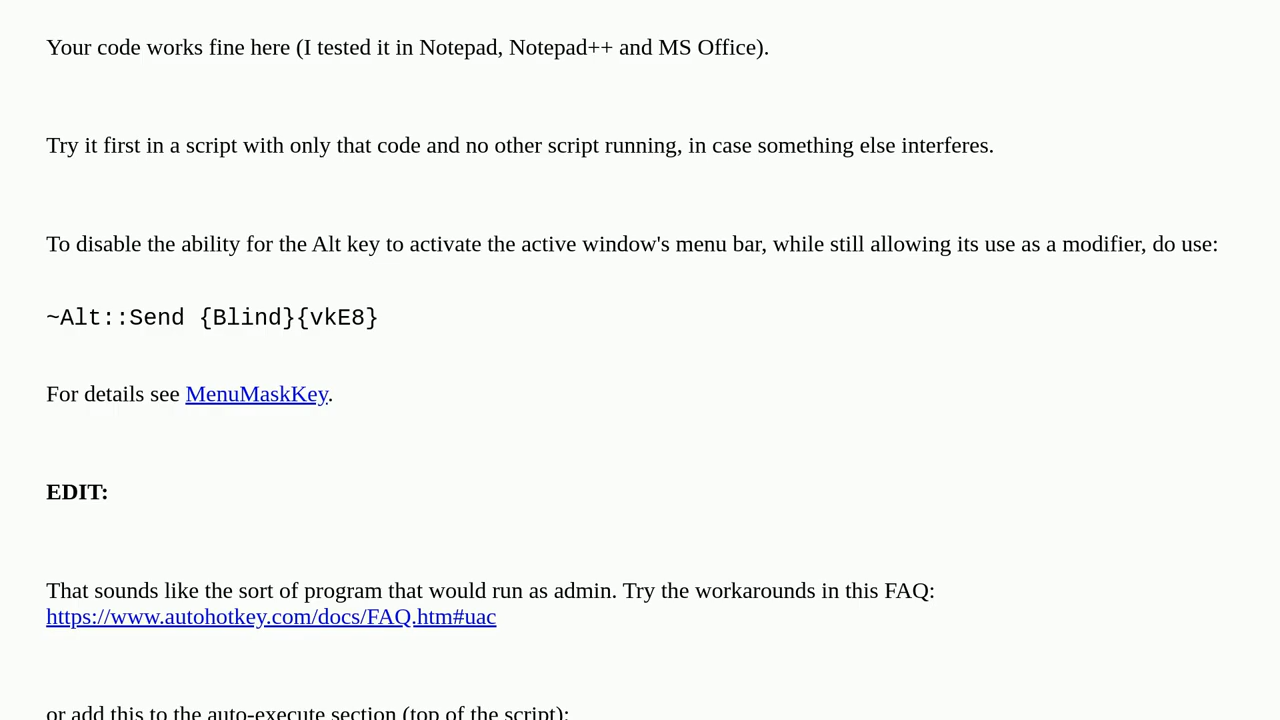 Your code works fine here (I tested it in Notepad, Notepad++ and MS Office).
Try it first in a script with only that code and no other script running, in case something else interferes.
To disable the ability for the Alt key to activate the active window's menu bar, while still allowing its use as a modifier, do use:
~Alt::Send {Blind}{vkE8}
For details see MenuMaskKey.
EDIT:
That sounds like the sort of program that would run as admin. Try the workarounds in this FAQ:
https://www.autohotkey.com/docs/FAQ.htm#uac
or add this to the auto-execute section (top of the script):